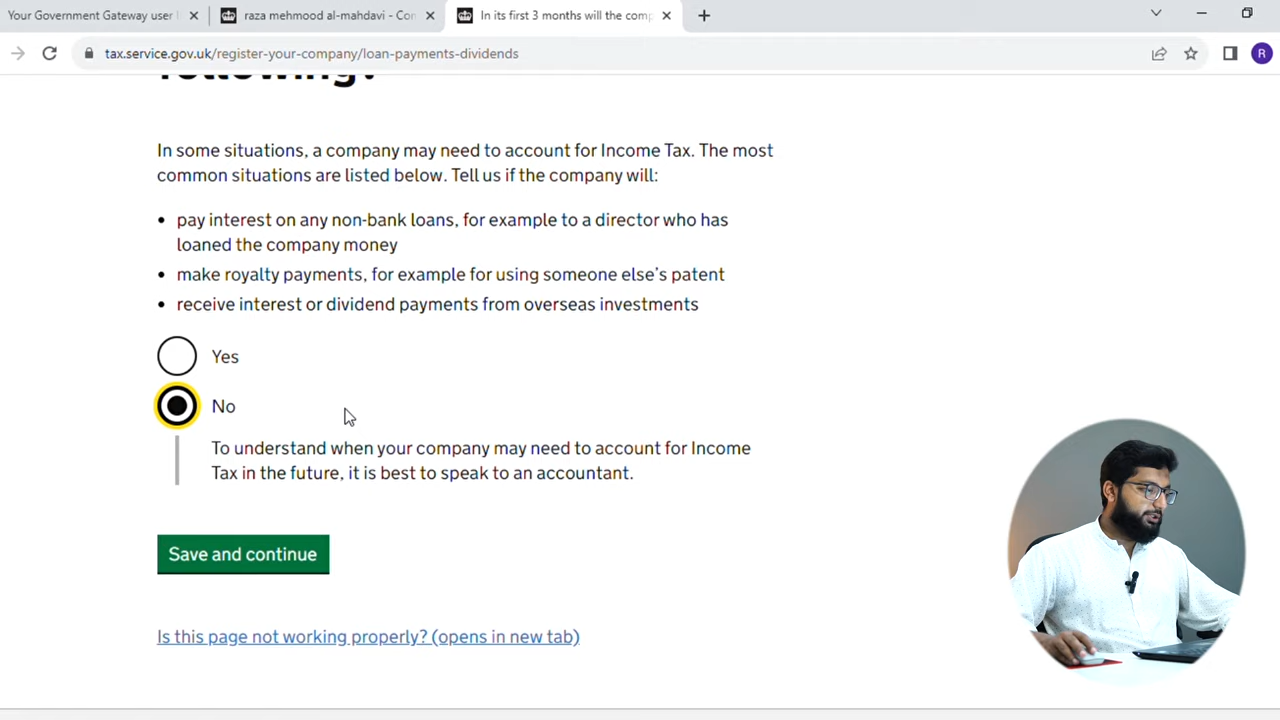 Your Government Gateway user
raza mehmood al-mahdavi - Con
In its first 3 months will the comp
tax.service.gov.uk/register-your-company/loan-payments-dividends
R
following?
In some situations, a company may need to account for Income Tax. The most
common situations are listed below. Tell us if the company will:
• pay interest on any non-bank loans, for example to a director who has
loaned the company money
• make royalty payments, for example for using someone else's patent
• receive interest or dividend payments from overseas investments
Yes
No
To understand when your company may need to account for Income
Tax in the future, it is best to speak to an accountant.
Save and continue
Is this page not working properly? (opens in new tab)